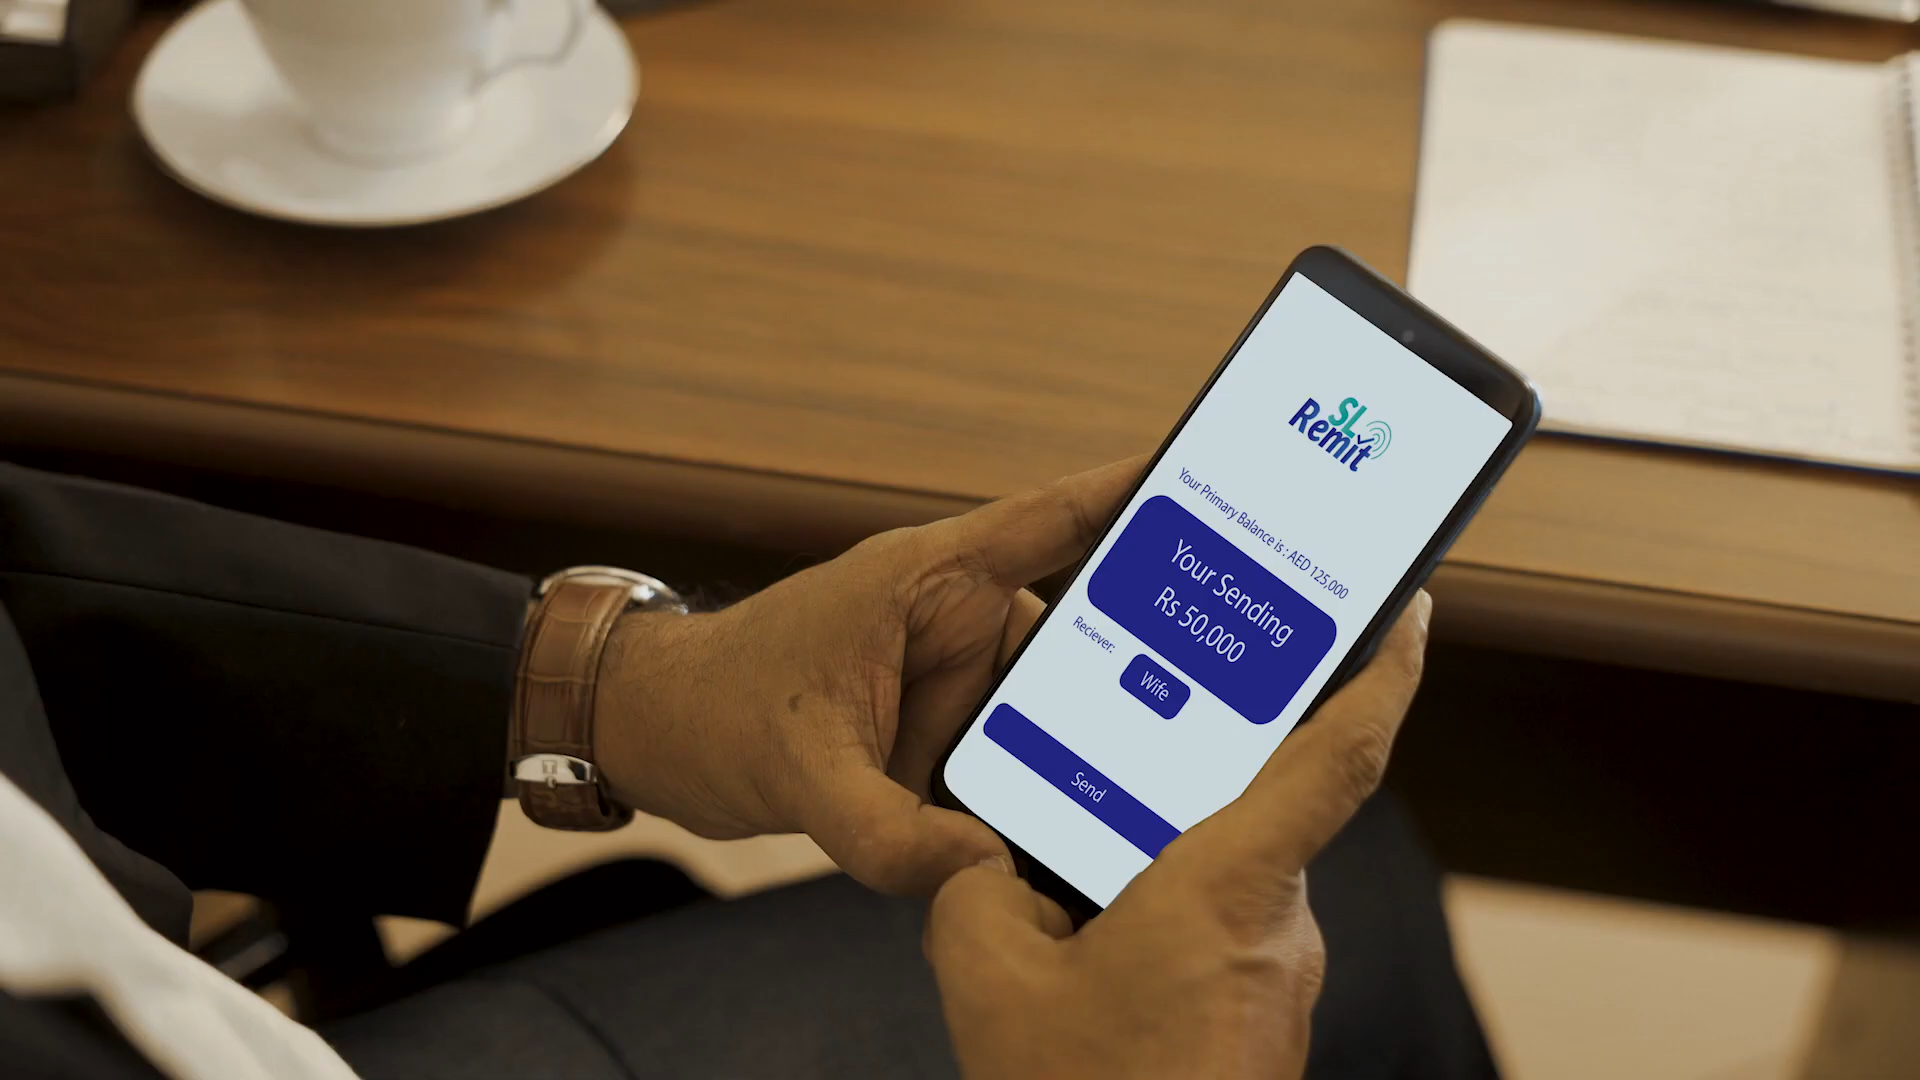 SL
Remit
Your Primary Balance is : AED 125,000
Your Sending
Rs 50,000
Reciever:
Wife
Send